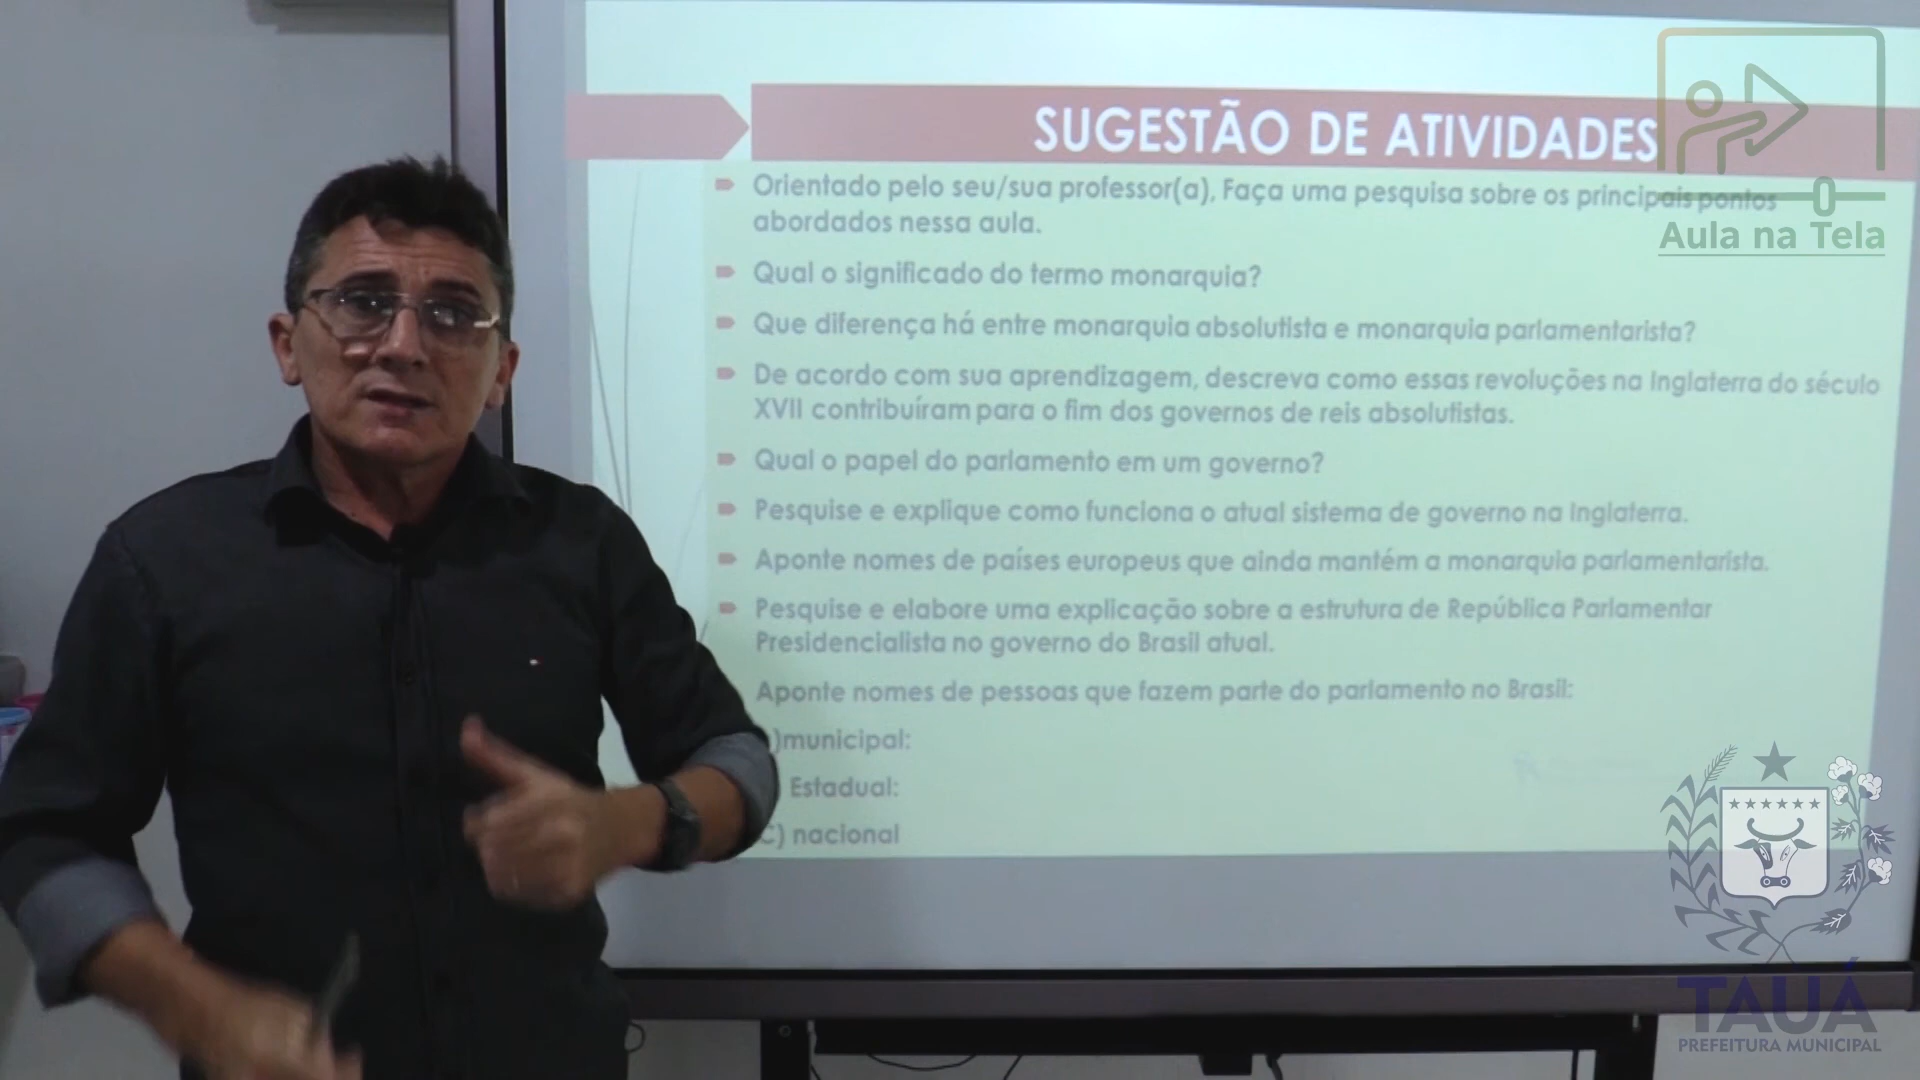 SUGESTÃO DE ATIVIDADES
Orientado pelo seu/sua professor(a), Faça uma pesquisa sobre os principais pontos
abordados nessa aula.
Qual o significado do termo monarquia?
Que diferença há entre monarquia absolutista e monarquia parlamentarista?
De acordo com sua aprendizagem, descreva como essas revoluções na Inglaterra do século
XVII contribuíram para o fim dos governos de reis absolutistas.
Qual o papel do parlamento em um governo?
Pesquise e explique como funciona o atual sistema de governo na Inglaterra.
Aponte nomes de países europeus que ainda mantém a monarquia parlamentarista.
Pesquise e elabore uma explicação sobre a estrutura de República Parlamentar
Presidencialista no governo do Brasil atual.
Aponte nomes de pessoas que fazem parte do parlamento no Brasil:
)municipal:
) Estadual:
C) nacional
Aula na Tela
TAUÁ
PREFEITURA MUNICIPAL